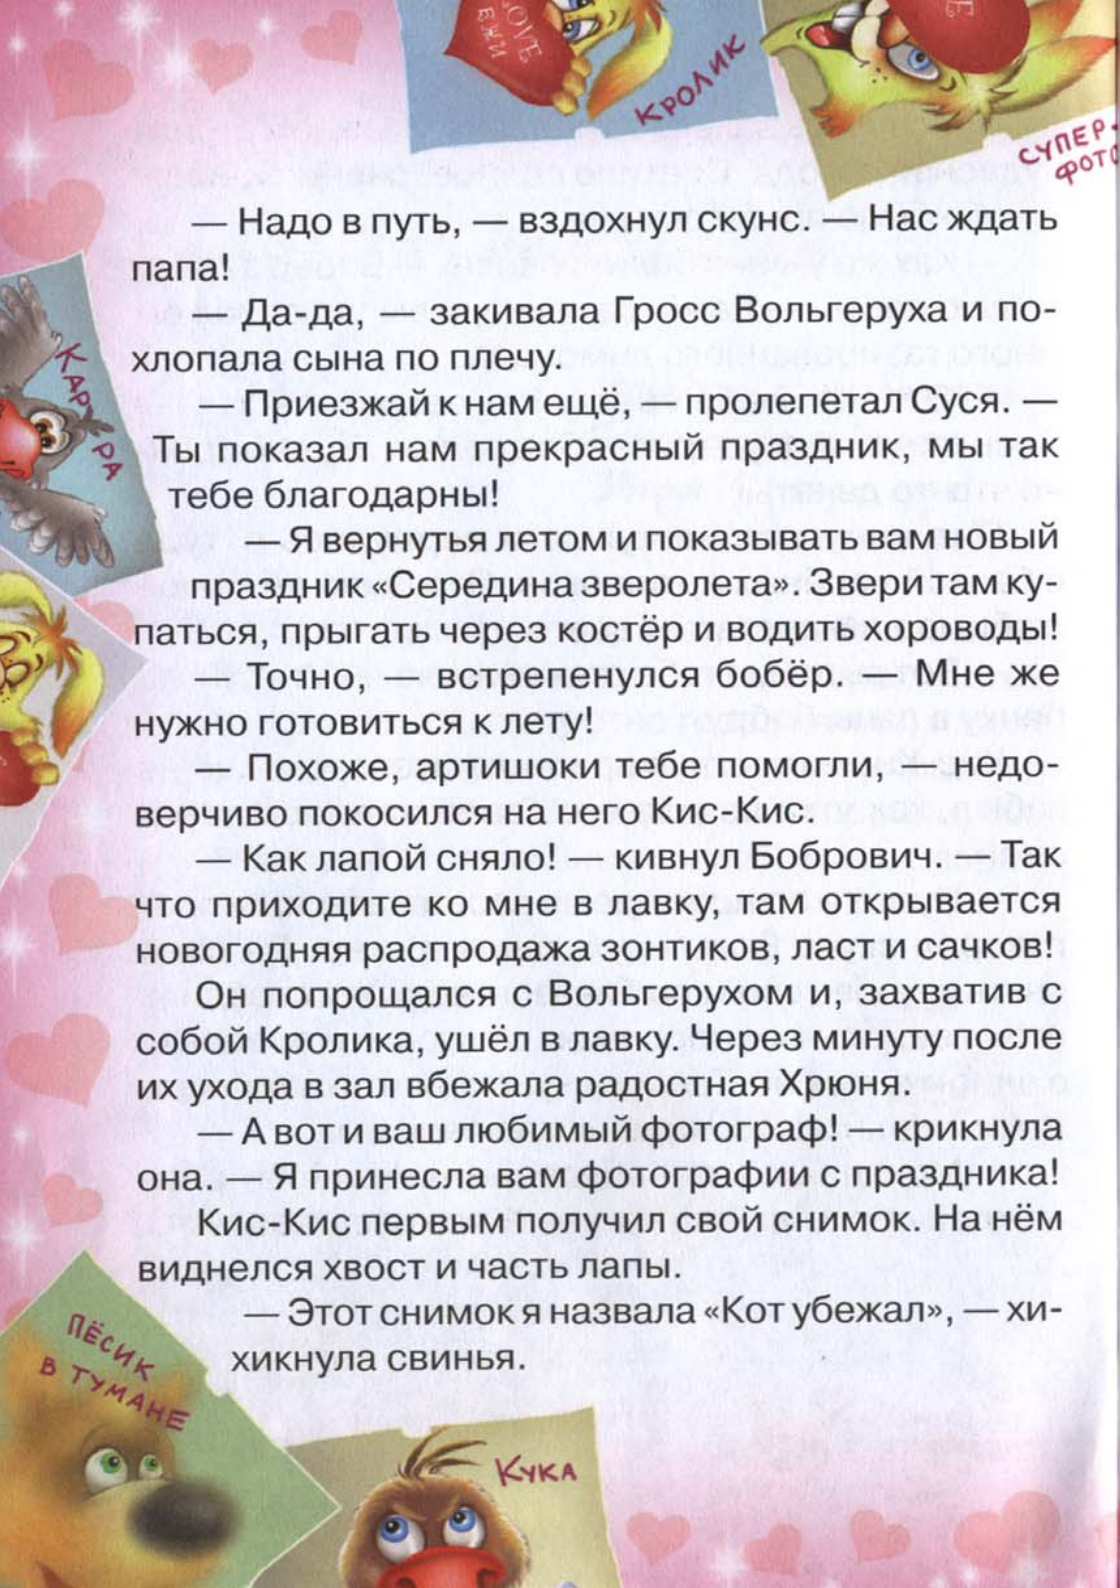 LOVE
ЕЖИ
КРОЛИК
СУПЕР-
ФОТО
— Надо в путь, — вздохнул скунс. — Нас ждать
папа!
— Да-да, — закивала Гросс Вольгеруха и по-
хлопала сына по плечу.
— Приезжай к нам ещё, — пролепетал Суся. —
Ты показал нам прекрасный праздник, мы так
тебе благодарны!
— Я вернутья летом и показывать вам новый
праздник «Середина зверолета». Звери там ку-
паться, прыгать через костёр и водить хороводы!
— Точно, — встрепенулся бобёр. — Мне же
нужно готовиться к лету!
— Похоже, артишоки тебе помогли, — недо-
верчиво покосился на него Кис-Кис.
— Как лапой сняло! — кивнул Бобрович. — Так
что приходите ко мне в лавку, там открывается
новогодняя распродажа зонтиков, ласт и сачков!
Он попрощался с Вольгерухом и, захватив с
собой Кролика, ушёл в лавку. Через минуту после
их ухода в зал вбежала радостная Хрюня.
— А вот и ваш любимый фотограф! — крикнула
она. — Я принесла вам фотографии с праздника!
Кис-Кис первым получил свой снимок. На нём
виднелся хвост и часть лапы.
— Этот снимок я назвала «Кот убежал», — хи-
хикнула свинья.
ПЁСИК
В ТУМАНЕ
КУКА